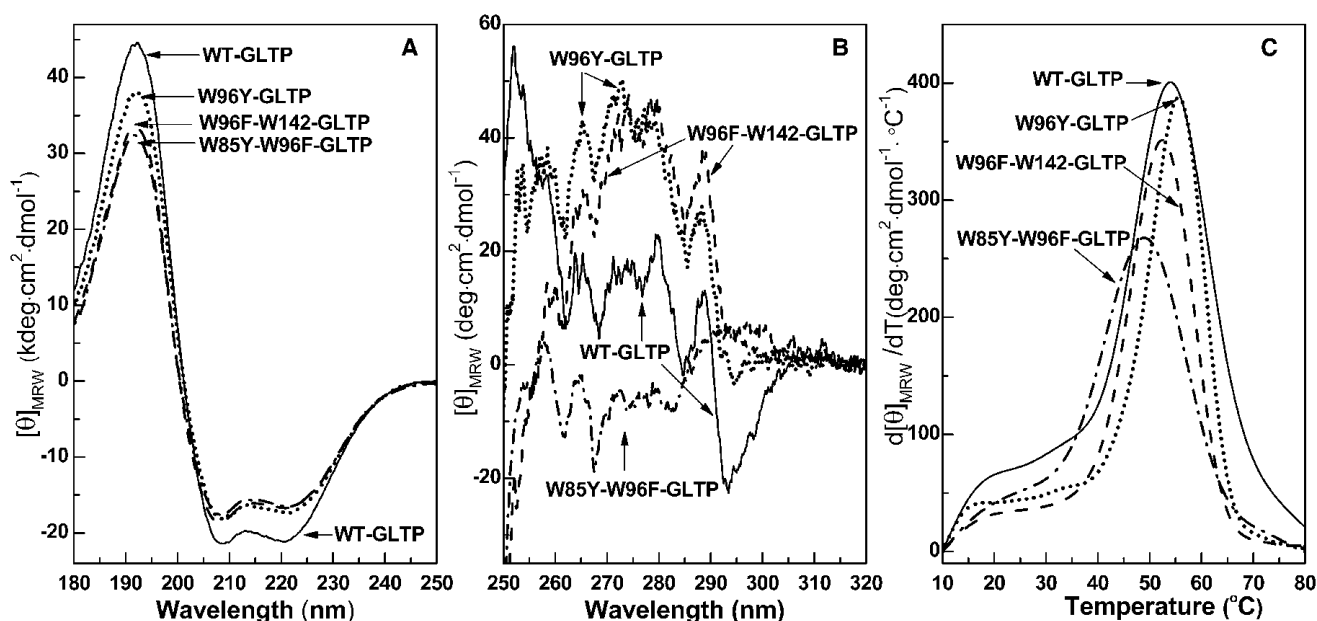 A
[θ]MRW (kdeg·cm²·dmol⁻¹)
50
40
30
20
10
0
-10
-20
WT-GLTP
W96Y-GLTP
W96F-W142-GLTP
W85Y-W96F-GLTP
WT-GLTP
180 190 200 210 220 230 240 250
Wavelength (nm)
B
[θ]MRW (deg·cm²·dmol⁻¹)
60
40
20
0
-20
W96Y-GLTP
W96F-W142-GLTP
WT-GLTP
W85Y-W96F-GLTP
250 260 270 280 290 300 310 320
Wavelength (nm)
C
d[θ]MRW/dT(deg·cm²·dmol⁻¹·°C⁻¹)
400
300
200
100
0
WT-GLTP
W96Y-GLTP
W96F-W142-GLTP
W85Y-W96F-GLTP
10 20 30 40 50 60 70 80
Temperature (°C)